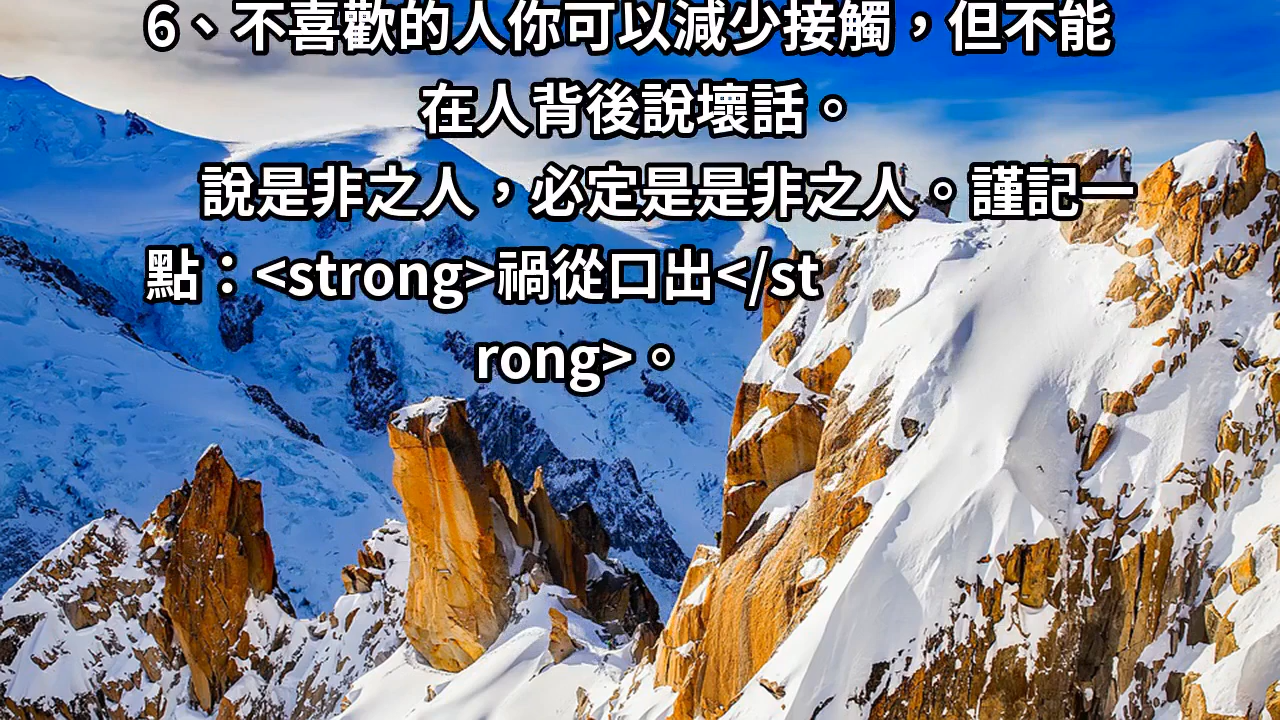 6、不喜歡的人你可以減少接觸，但不能
在人背後說壞話。
說是非之人，必定是是非之人。謹記一
點：<strong>禍從口出</st
rong>。